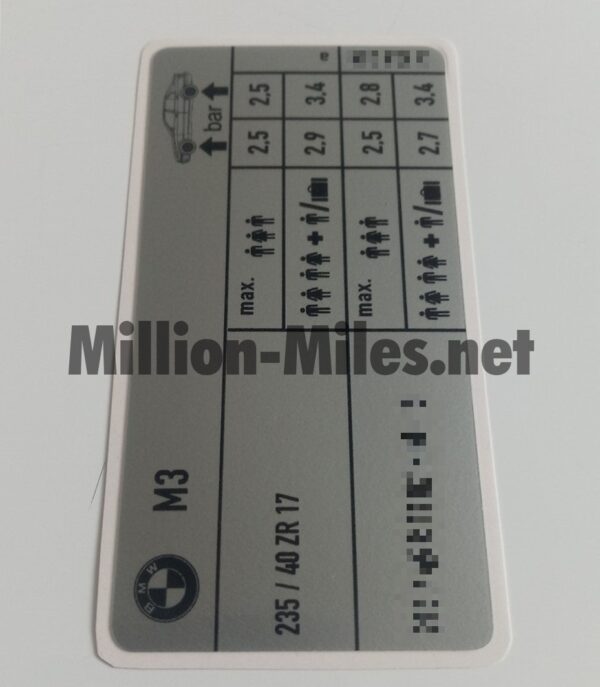 BMW M3 bar
235 / 40 ZR 17 max. 2,5 2,5
+ / 2,9 3,4
max. 2,5 2,8
+ / 2,7 3,4
Million-Miles.net